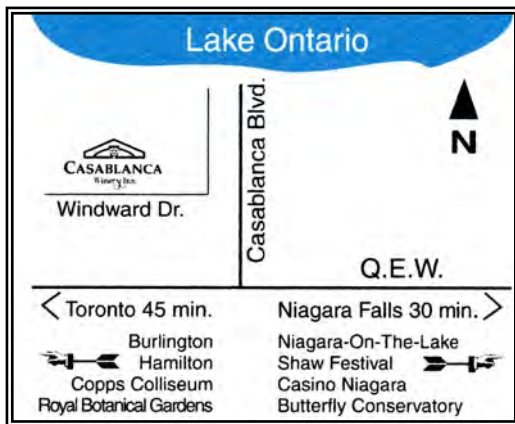 Lake Ontario
Casablanca Blvd.
N
CASABLANCA
Winery Inn
Windward Dr.
Q.E.W.
Toronto 45 min.
Burlington
Hamilton
Copps Colliseum
Royal Botanical Gardens
Niagara Falls 30 min.
Niagara-On-The-Lake
Shaw Festival
Casino Niagara
Butterfly Conservatory